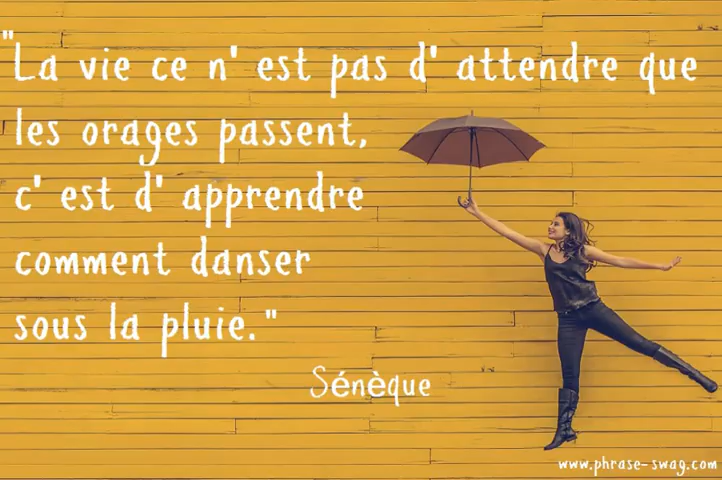 "La vie ce n' est pas d' attendre que
les orages passent,
c' est d' apprendre
comment danser
sous la pluie."
Sénèque
www.phrase-swag.com